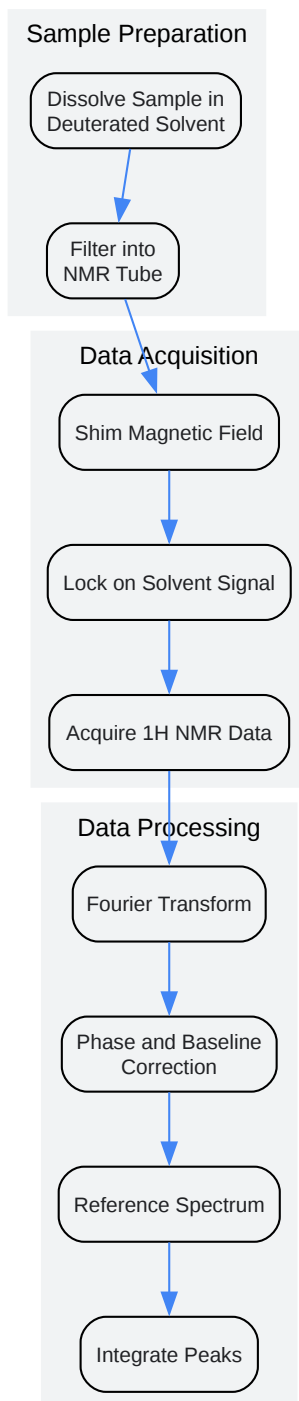 Sample Preparation
Dissolve Sample in
Deuterated Solvent
Filter into
NMR Tube
Data Acquisition
Shim Magnetic Field
Lock on Solvent Signal
Acquire 1H NMR Data
Data Processing
Fourier Transform
Phase and Baseline
Correction
Reference Spectrum
Integrate Peaks